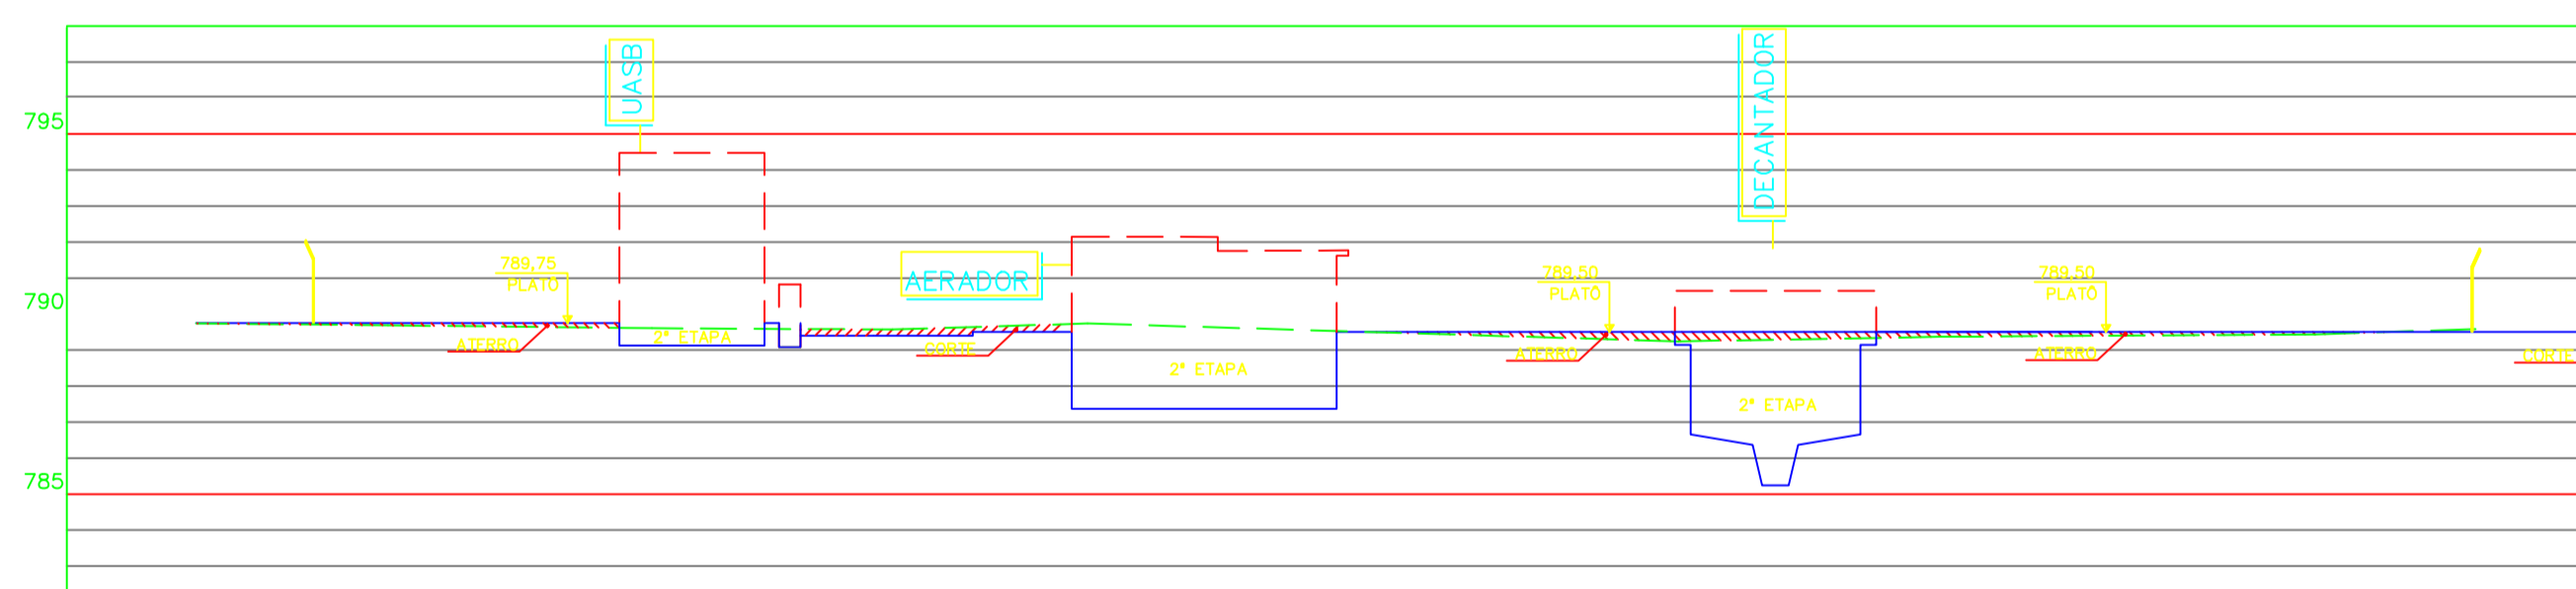 UASB
DECANTADOR
795
789,75
PLATÔ
AERADOR
789,50
PLATÔ
789,50
PLATÔ
790
2ª ETAPA
ATERRO
CORTE
ATERRO
ATERRO
CORTE
2ª ETAPA
2ª ETAPA
785